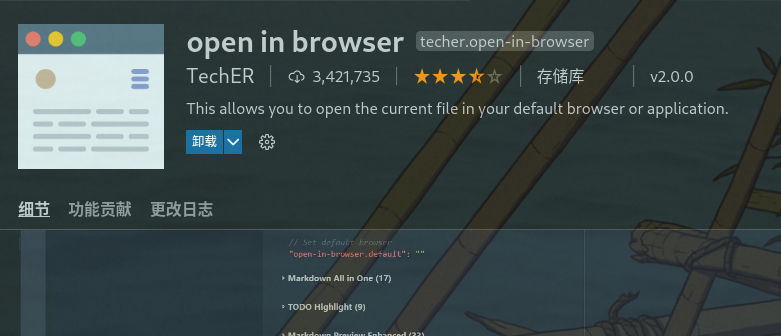 open in browser techer.open-in-browser
TechER 3,421,735 存储库 v2.0.0
This allows you to open the current file in your default browser or application.
卸载
细节 功能贡献 更改日志
// Set default browser
"open-in-browser.default": ""
Markdown All in One (17)
TODO Highlight (9)
Markdown Preview Enhanced (33)